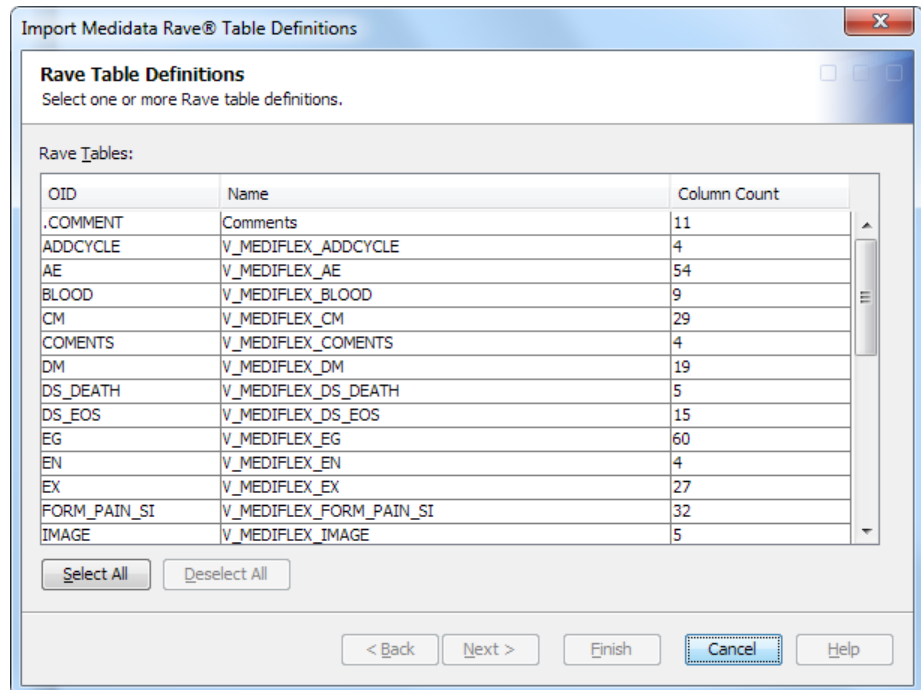 Import Medidata Rave® Table Definitions
X
Rave Table Definitions
Select one or more Rave table definitions.
Rave Tables:
OID Name Column Count
.COMMENT Comments 11
ADDCYCLE V_MEDIFLEX_ADDCYCLE 4
AE V_MEDIFLEX_AE 54
BLOOD V_MEDIFLEX_BLOOD 9
CM V_MEDIFLEX_CM 29
COMENTS V_MEDIFLEX_COMENTS 4
DM V_MEDIFLEX_DM 19
DS_DEATH V_MEDIFLEX_DS_DEATH 5
DS_EOS V_MEDIFLEX_DS_EOS 15
EG V_MEDIFLEX_EG 60
EN V_MEDIFLEX_EN 4
EX V_MEDIFLEX_EX 27
FORM_PAIN_SI V_MEDIFLEX_FORM_PAIN_SI 32
IMAGE V_MEDIFLEX_IMAGE 5
Select All Deselect All
< Back Next > Finish Cancel Help